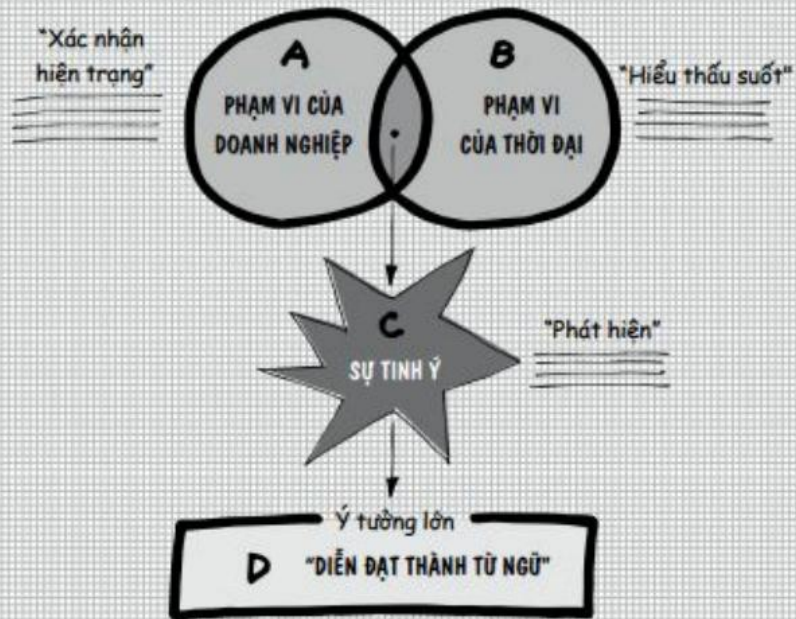 "Xác nhận
hiện trạng"
A
PHẠM VI CỦA
DOANH NGHIỆP
B
PHẠM VI
CỦA THỜI ĐẠI
"Hiểu thấu suốt"
C
SỰ TINH Ý
"Phát hiện"
Ý tưởng lớn
D "DIỄN ĐẠT THÀNH TỪ NGỮ"